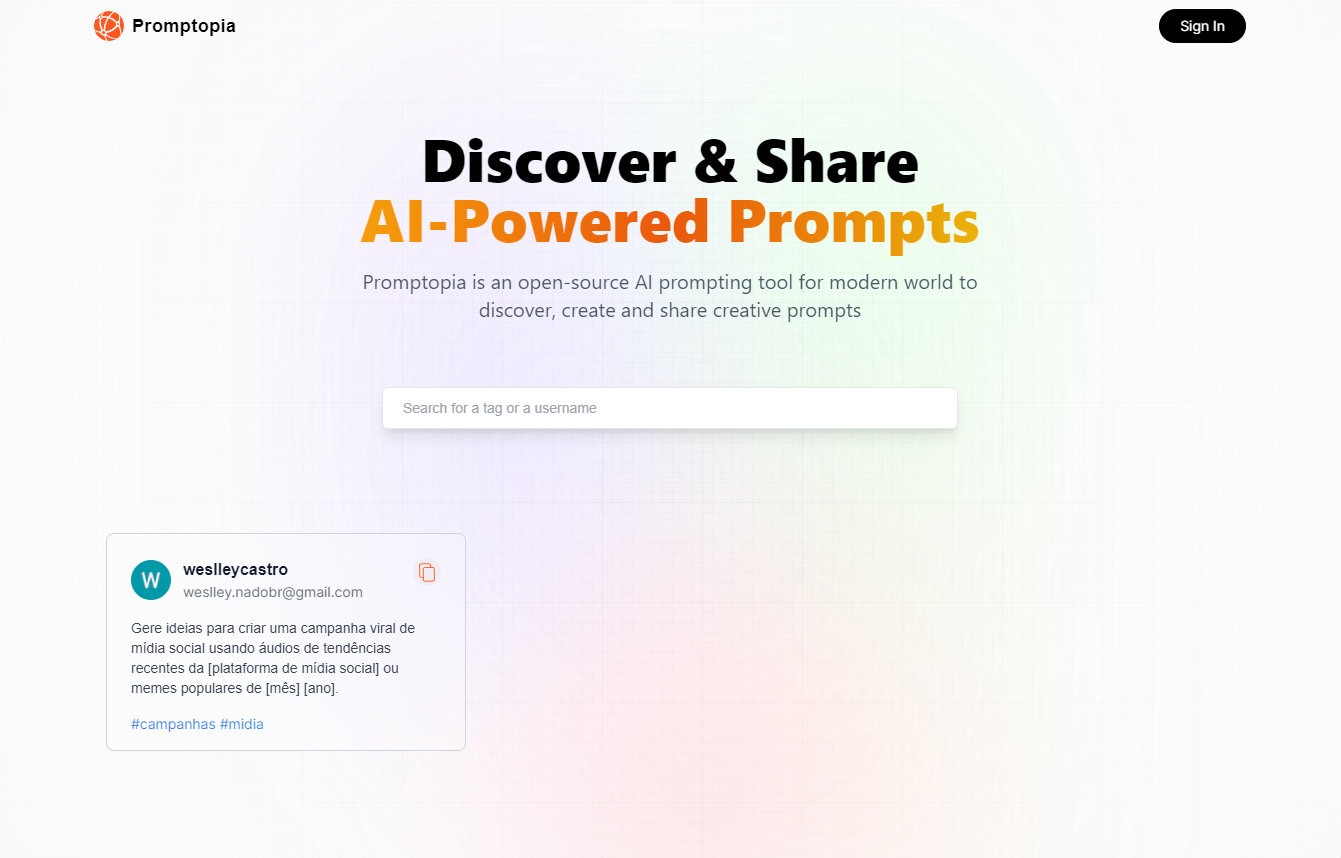 Promptopia
Sign In
Discover & Share
AI-Powered Prompts
Promptopia is an open-source AI prompting tool for modern world to
discover, create and share creative prompts
Search for a tag or a username
W
weslleycastro
weslley.nadobr@gmail.com
Gere ideias para criar uma campanha viral de
mídia social usando áudios de tendências
recentes da [plataforma de mídia social] ou
memes populares de [mês] [ano].
#campanhas #midia